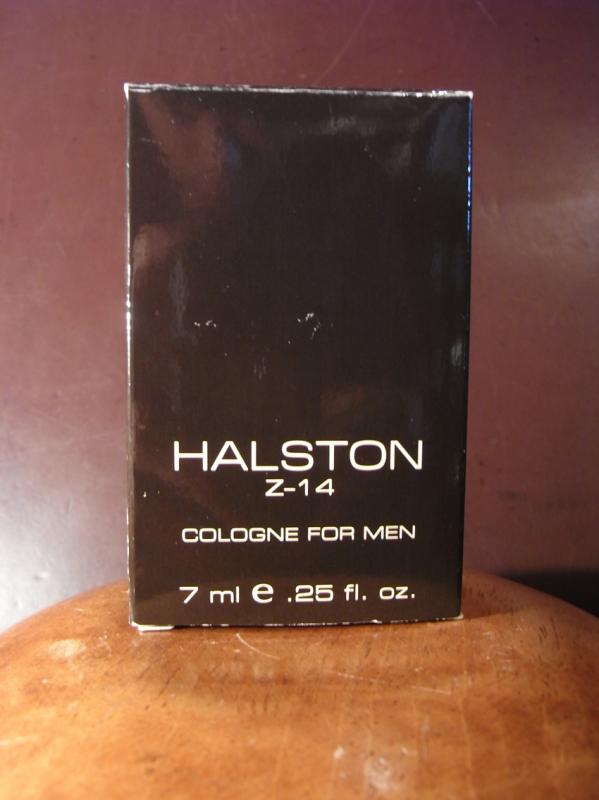 HALSTON
Z-14
COLOGNE FOR MEN
7 ml e .25 fl. oz.